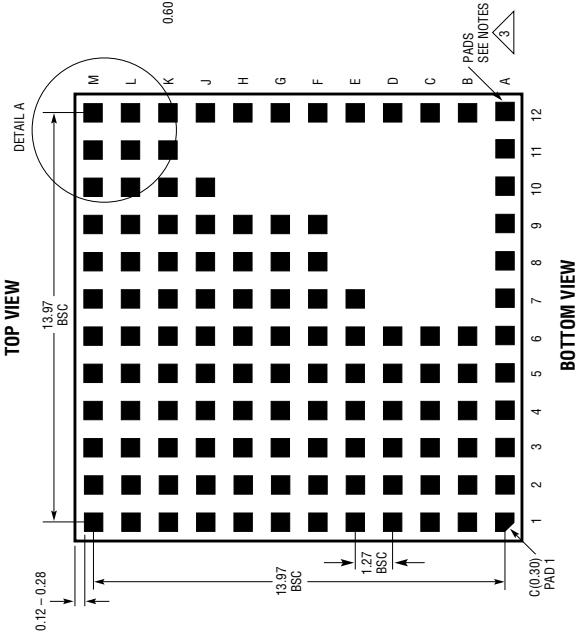 TOP VIEW
0.60
DETAIL A
13.97
BSC
0.12 – 0.28
M
L
K
J
H
G
F
E
D
C
B
A
PADS
SEE NOTES
3
13.97
BSC
1.27
BSC
C(0.30)
PAD 1
1 2 3 4 5 6 7 8 9 10 11 12
BOTTOM VIEW